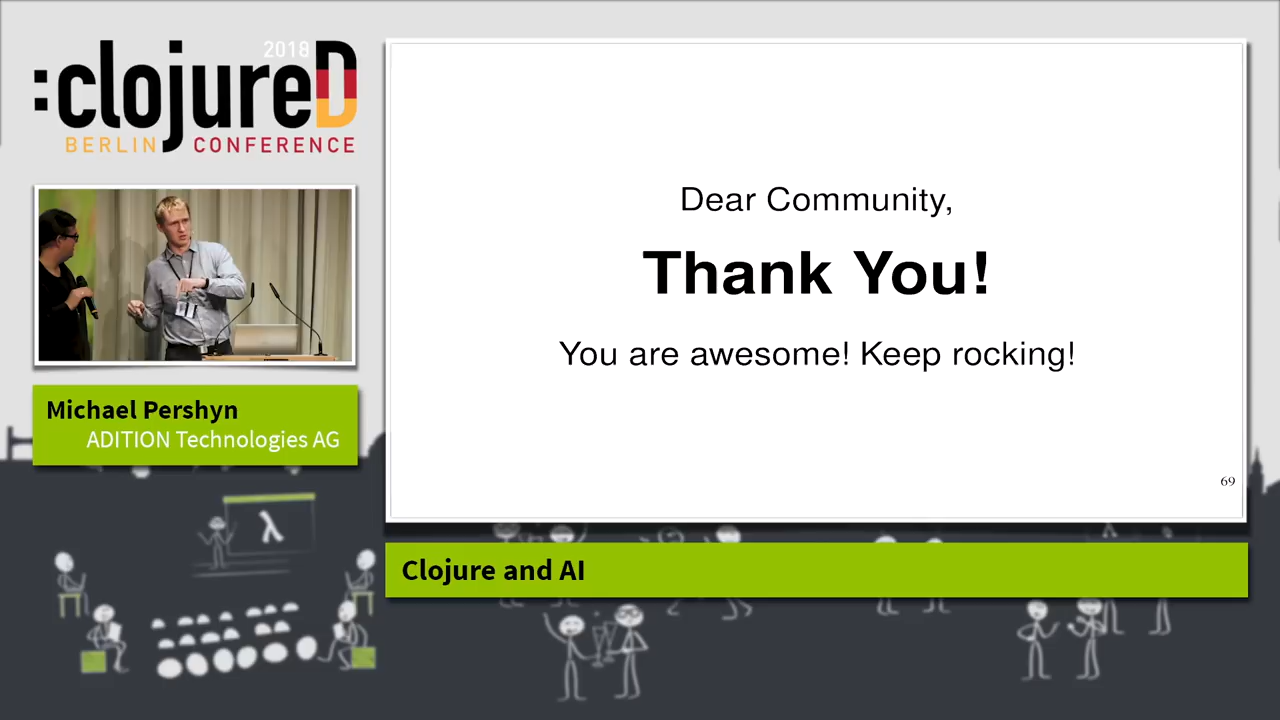 2018
:clojureD
BERLIN CONFERENCE
Michael Pershyn
ADITION Technologies AG
λ
Dear Community,
Thank You!
You are awesome! Keep rocking!
69
Clojure and AI